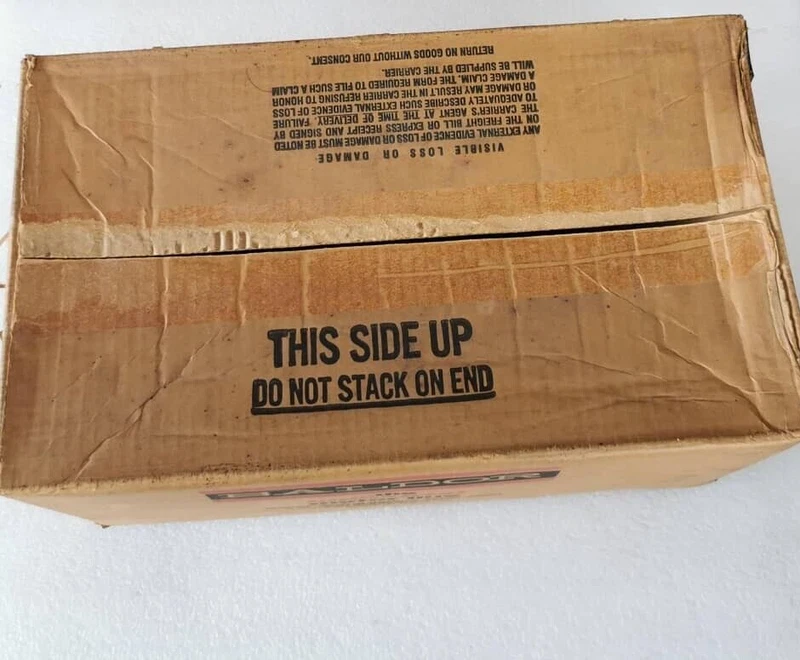 VISIBLE LOSS OR DAMAGE
ANY EXTERNAL EVIDENCE OF LOSS OR DAMAGE MUST BE NOTED
ON THE FREIGHT BILL OR EXPRESS RECEIPT AND SIGNED BY
THE CARRIER'S AGENT AT THE TIME OF DELIVERY. FAILURE
TO ADEQUATELY DESCRIBE SUCH EXTERNAL EVIDENCE OF LOSS
OR DAMAGE MAY RESULT IN THE CARRIER REFUSING TO HONOR
A DAMAGE CLAIM. THE FORM REQUIRED TO FILE SUCH A CLAIM
WILL BE SUPPLIED BY THE CARRIER.
RETURN NO GOODS WITHOUT OUR CONSENT.
THIS SIDE UP
DO NOT STACK ON END
BALDOR